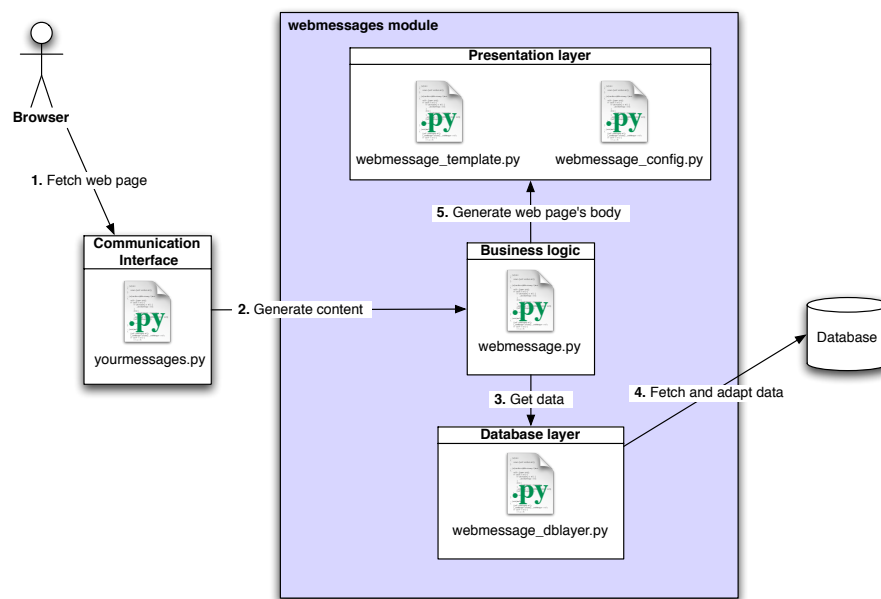 webmessages module
Presentation layer
.py
.py
webmessage_template.py
webmessage_config.py
Browser
1. Fetch web page
5. Generate web page's body
Communication
Interface
.py
yourmessages.py
2. Generate content
Business logic
.py
webmessage.py
Database
3. Get data
4. Fetch and adapt data
Database layer
.py
webmessage_dblayer.py